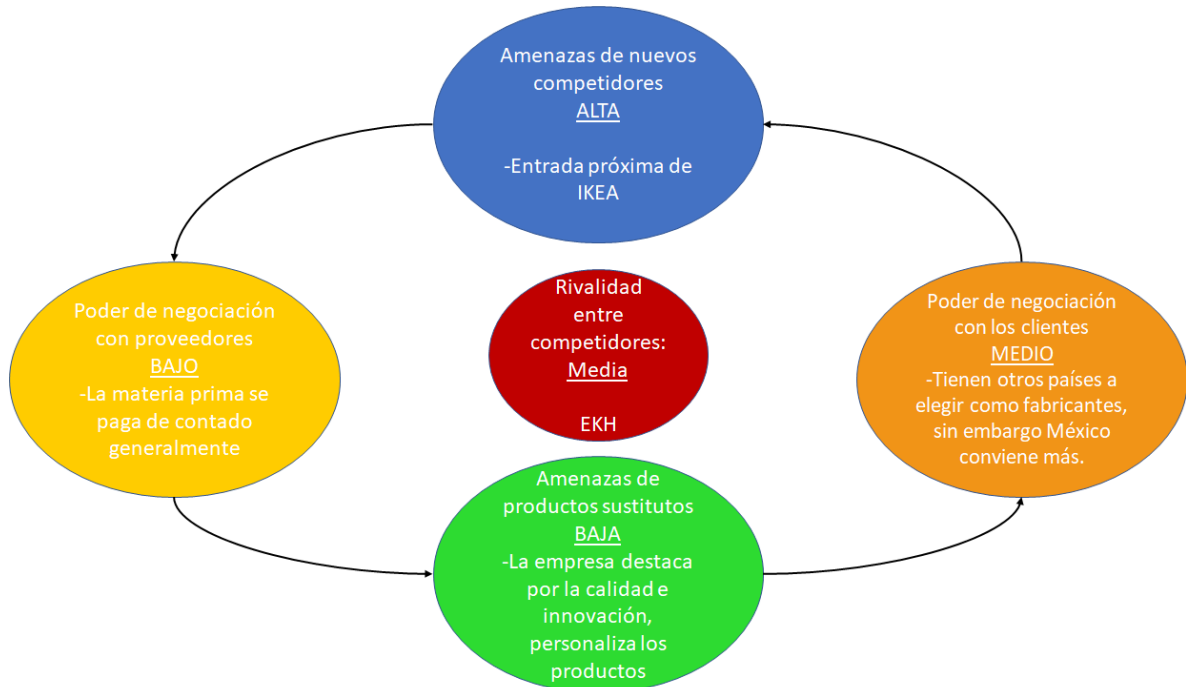 Amenazas de nuevos
competidores
ALTA
-Entrada próxima de
IKEA
Poder de negociación
con proveedores
BAJO
-La materia prima se
paga de contado
generalmente
Rivalidad
entre
competidores:
Media
EKH
Poder de negociación
con los clientes
MEDIO
-Tienen otros países a
elegir como fabricantes,
sin embargo México
conviene más.
Amenazas de
productos sustitutos
BAJA
-La empresa destaca
por la calidad e
innovación,
personaliza los
productos